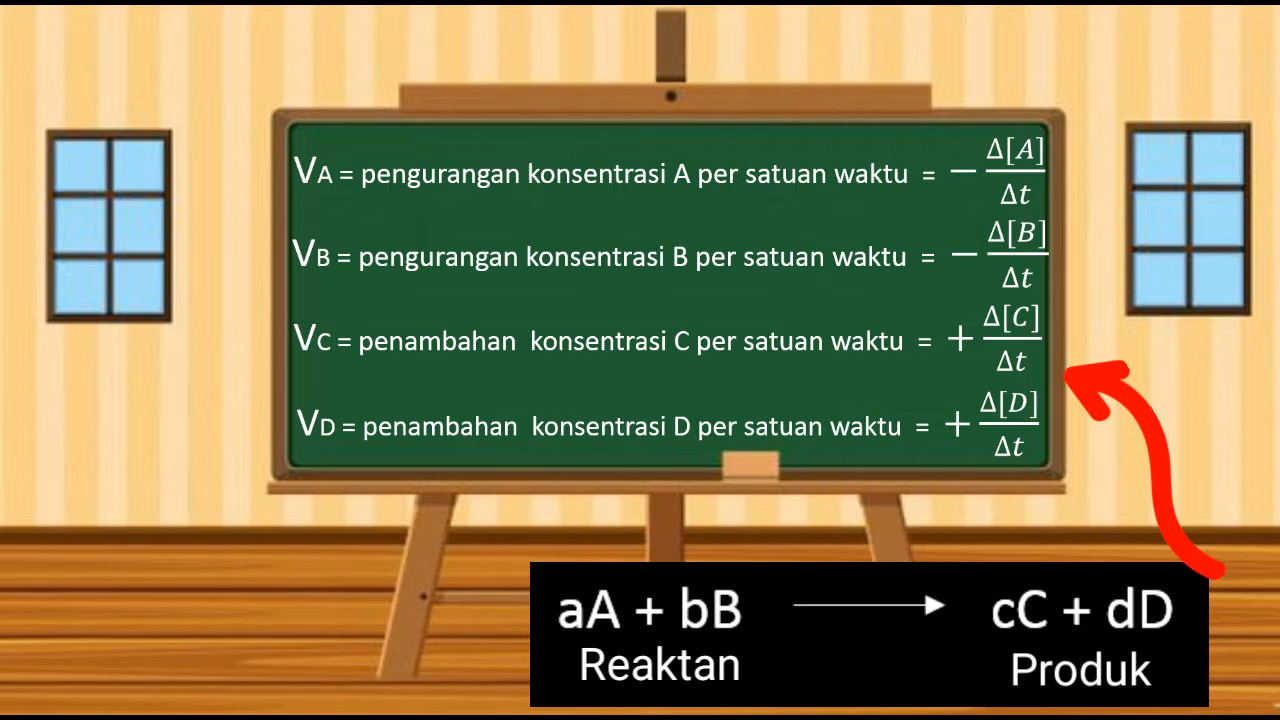 VA = pengurangan konsentrasi A per satuan waktu = − Δ[A]/Δt
VB = pengurangan konsentrasi B per satuan waktu = − Δ[B]/Δt
VC = penambahan konsentrasi C per satuan waktu = + Δ[C]/Δt
VD = penambahan konsentrasi D per satuan waktu = + Δ[D]/Δt
aA + bB ⟶ cC + dD
Reaktan Produk